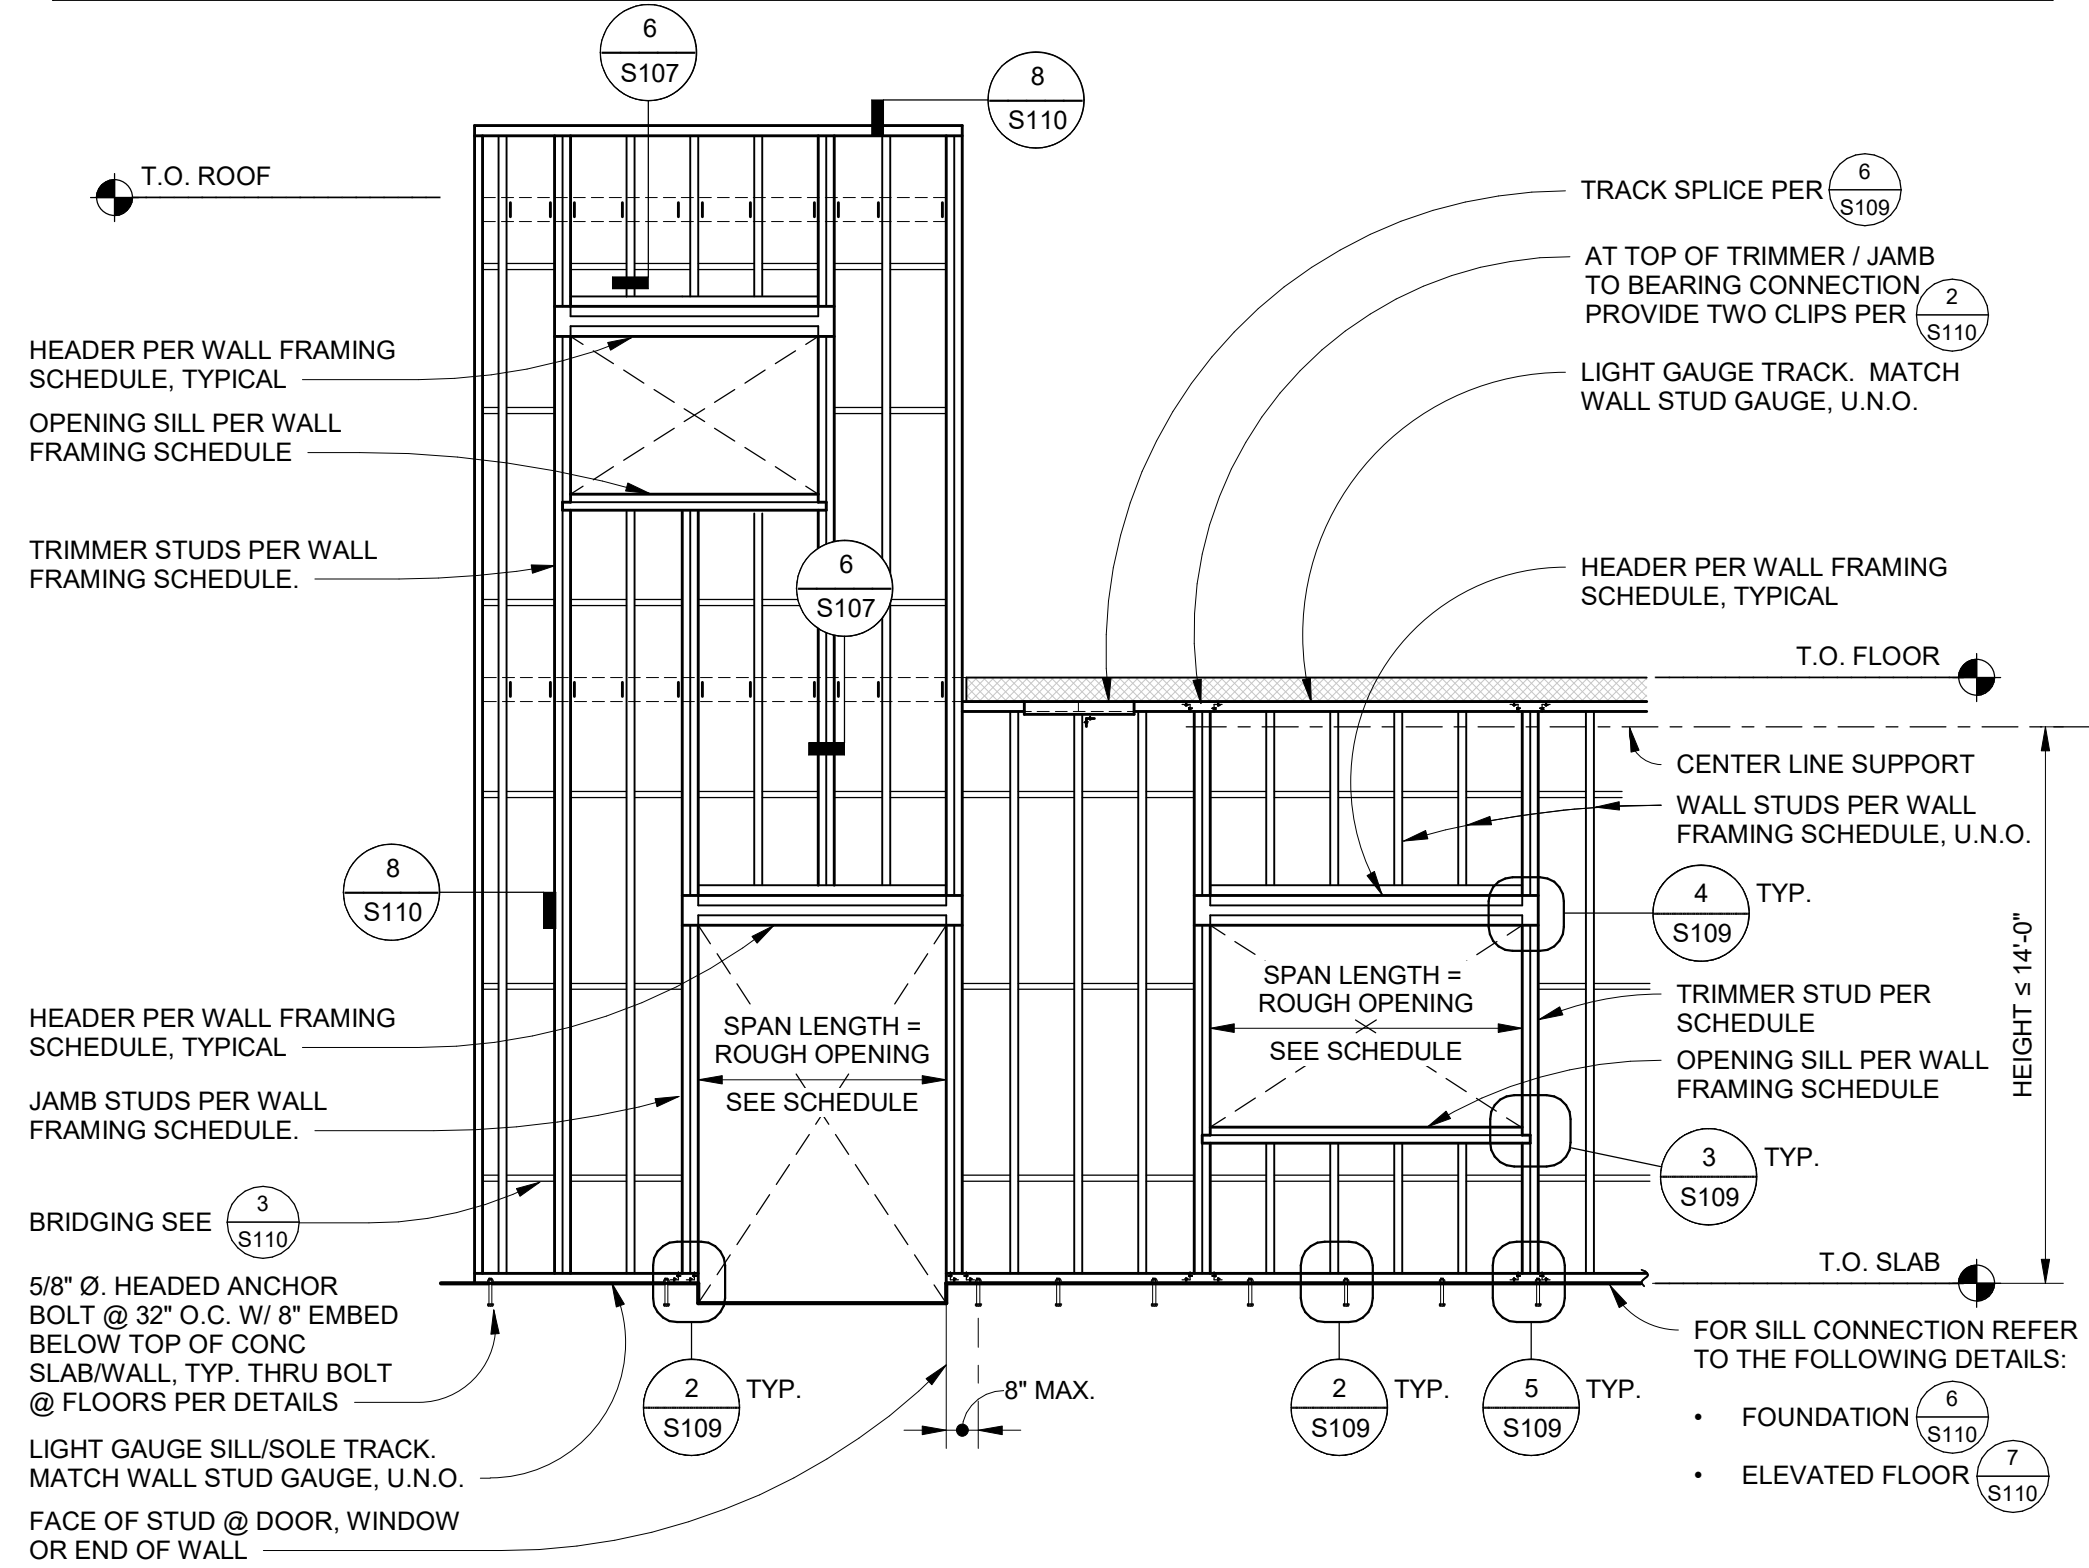 6
S107
8
S110
T.O. ROOF
TRACK SPLICE PER
6
S109
AT TOP OF TRIMMER / JAMB
TO BEARING CONNECTION
PROVIDE TWO CLIPS PER
2
S110
LIGHT GAUGE TRACK. MATCH
WALL STUD GAUGE, U.N.O.
HEADER PER WALL FRAMING
SCHEDULE, TYPICAL
OPENING SILL PER WALL
FRAMING SCHEDULE
TRIMMER STUDS PER WALL
FRAMING SCHEDULE.
6
S107
HEADER PER WALL FRAMING
SCHEDULE, TYPICAL
T.O. FLOOR
CENTER LINE SUPPORT
WALL STUDS PER WALL
FRAMING SCHEDULE, U.N.O.
8
S110
4
S109
TYP.
HEIGHT ≤ 14'-0"
SPAN LENGTH =
ROUGH OPENING
SEE SCHEDULE
SPAN LENGTH =
ROUGH OPENING
SEE SCHEDULE
TRIMMER STUD PER
SCHEDULE
OPENING SILL PER WALL
FRAMING SCHEDULE
HEADER PER WALL FRAMING
SCHEDULE, TYPICAL
JAMB STUDS PER WALL
FRAMING SCHEDULE.
3
S109
TYP.
BRIDGING SEE
3
S110
T.O. SLAB
5/8" Ø. HEADED ANCHOR
BOLT @ 32" O.C. W/ 8" EMBED
BELOW TOP OF CONC
SLAB/WALL, TYP. THRU BOLT
@ FLOORS PER DETAILS
LIGHT GAUGE SILL/SOLE TRACK.
MATCH WALL STUD GAUGE, U.N.O.
FACE OF STUD @ DOOR, WINDOW
OR END OF WALL
2
S109
TYP.
8" MAX.
2
S109
TYP.
5
S109
TYP.
FOR SILL CONNECTION REFER
TO THE FOLLOWING DETAILS:
• FOUNDATION
6
S110
• ELEVATED FLOOR
7
S110